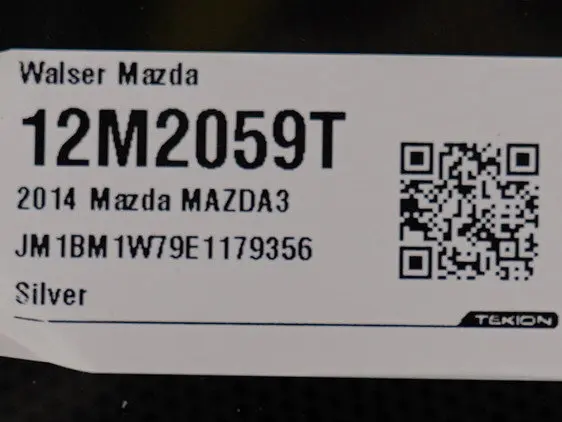 Walser Mazda
12M2059T
2014 Mazda MAZDA3
JM1BM1W79E1179356
Silver
TEKION